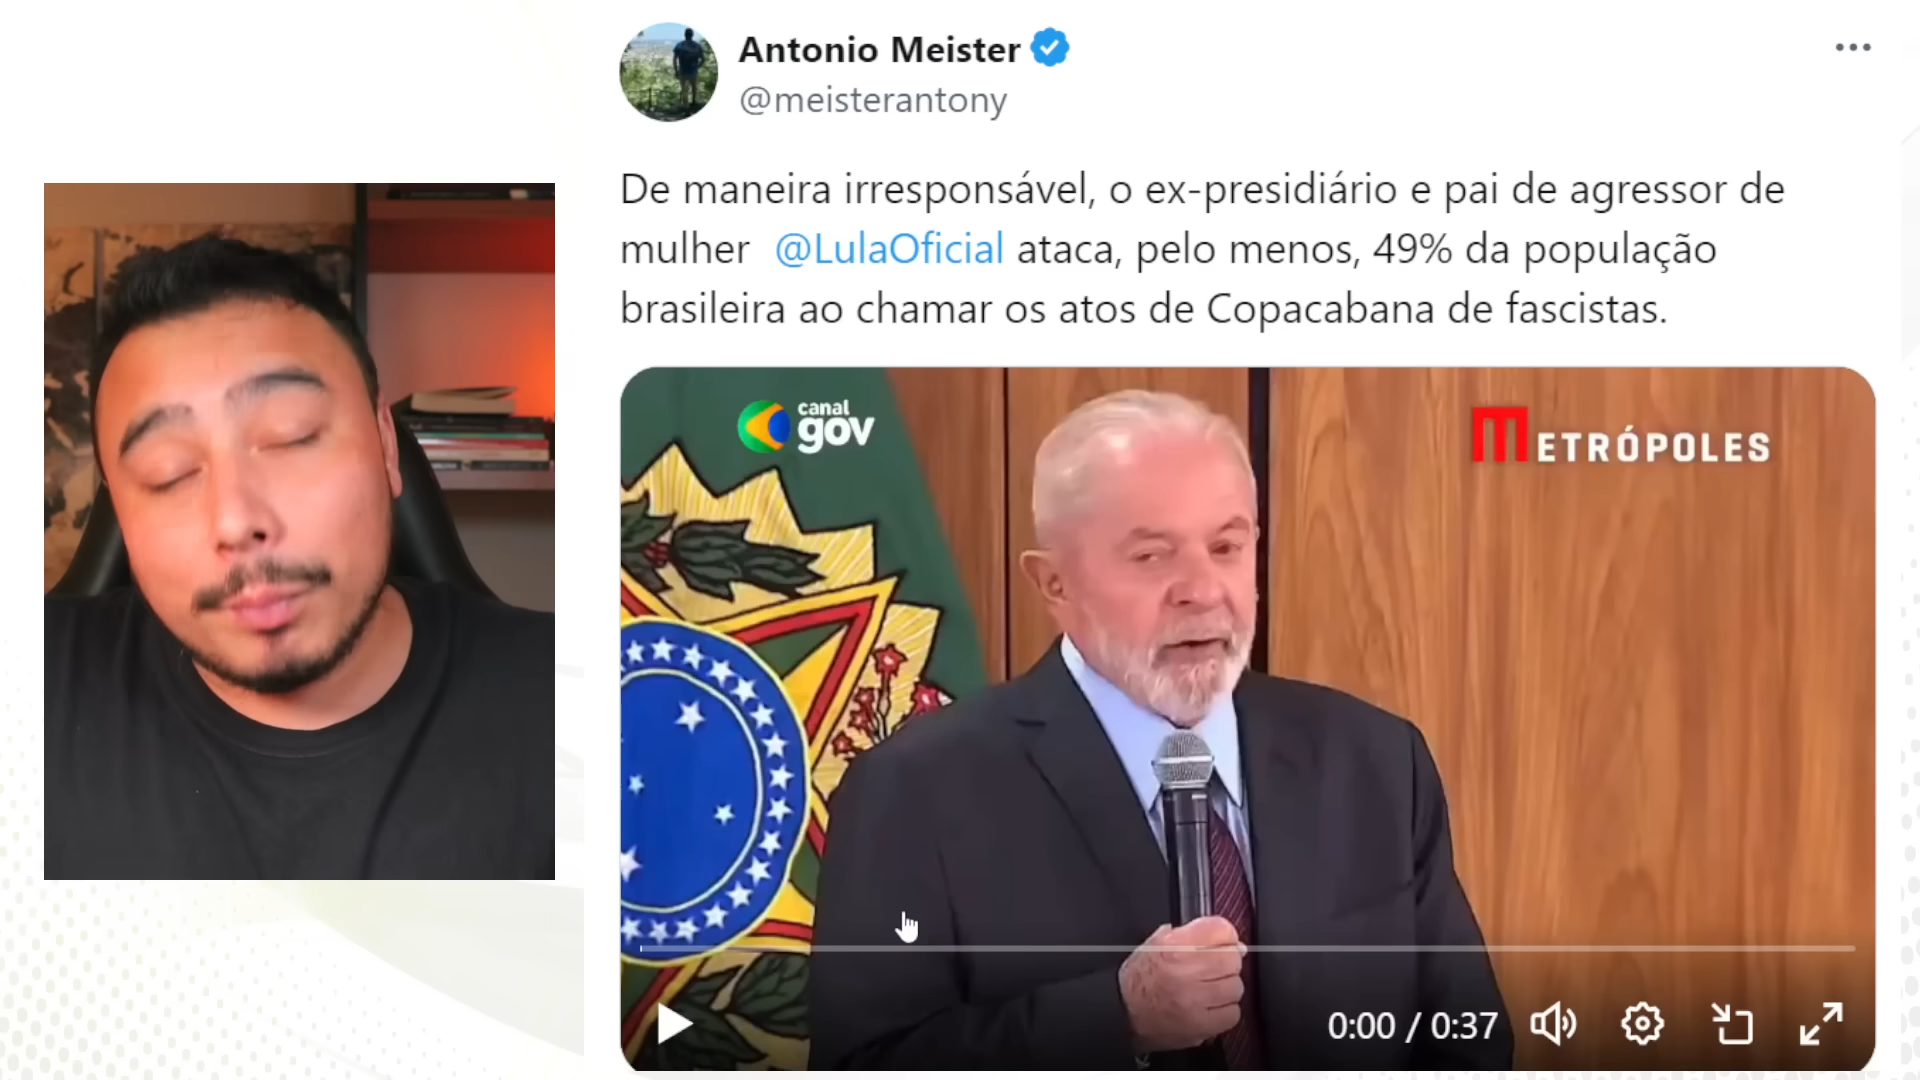 Antonio Meister
@meisterantony
De maneira irresponsável, o ex-presidiário e pai de agressor de
mulher @LulaOficial ataca, pelo menos, 49% da população
brasileira ao chamar os atos de Copacabana de fascistas.
canal
gov
METRÓPOLES
0:00 / 0:37